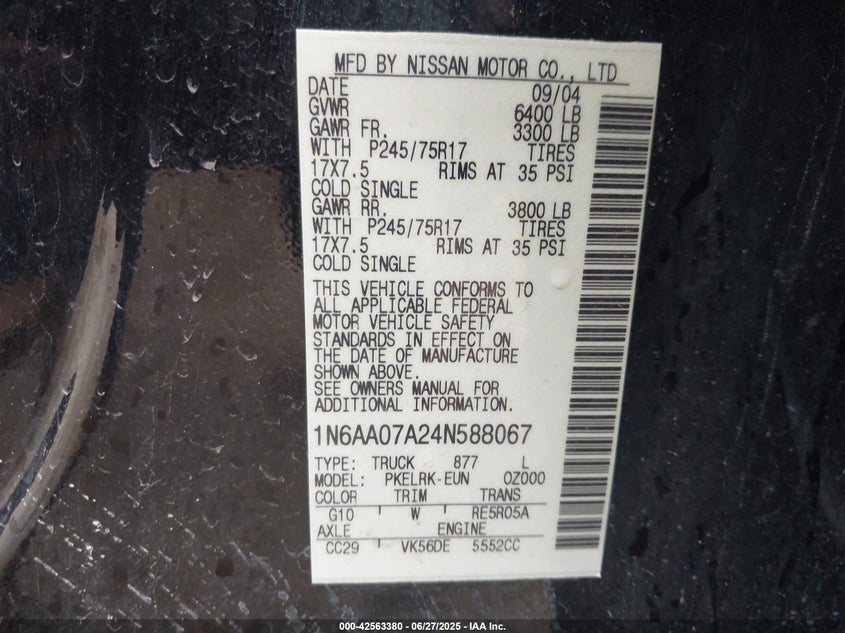 MFD BY NISSAN MOTOR CO., LTD
DATE 09/04
GVWR 6400 LB
GAWR FR. 3300 LB
WITH P245/75R17 TIRES
17X7.5 RIMS AT 35 PSI
COLD SINGLE
GAWR RR. 3800 LB
WITH P245/75R17 TIRES
17X7.5 RIMS AT 35 PSI
COLD SINGLE
THIS VEHICLE CONFORMS TO
ALL APPLICABLE FEDERAL
MOTOR VEHICLE SAFETY
STANDARDS IN EFFECT ON
THE DATE OF MANUFACTURE
SHOWN ABOVE.
SEE OWNERS MANUAL FOR
ADDITIONAL INFORMATION.
1N6AA07A24N588067
TYPE: TRUCK 877 L
MODEL: PKELRK-EUN 0Z000
COLOR TRIM TRANS
G10 W RE5R05A
AXLE ENGINE
CC29 VK56DE 5552CC
000-42563380 - 06/27/2025 - IAA Inc.